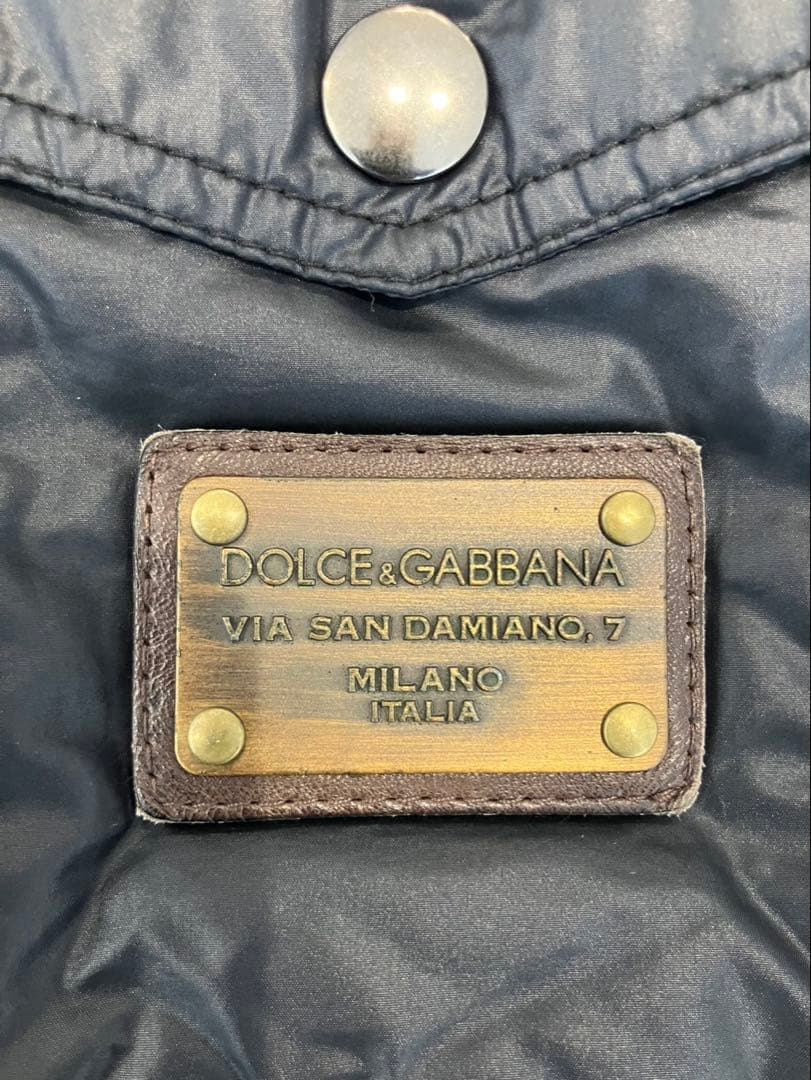 DOLCE&GABBANA
VIA SAN DAMIANO, 7
MILANO
ITALIA